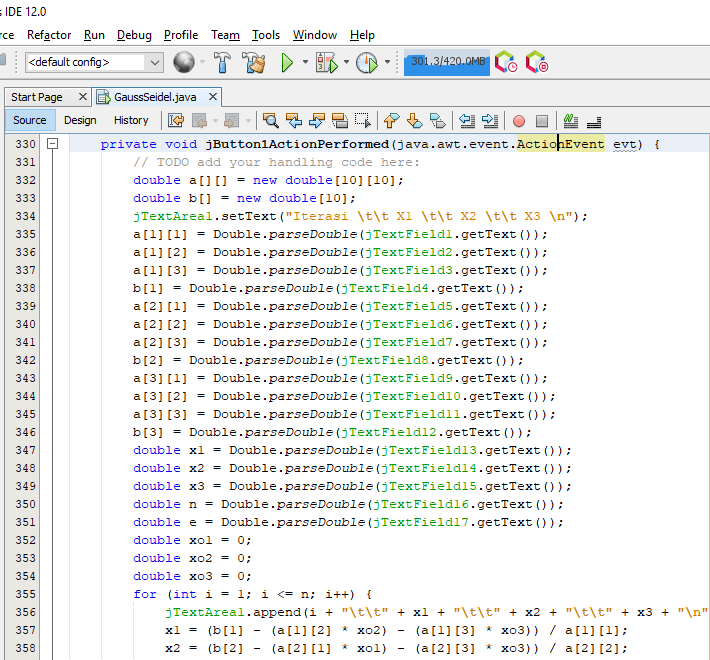 s IDE 12.0
rce Refactor Run Debug Profile Team Tools Window Help
<default config> 301.3/420.0MB
Start Page GaussSeidel.java
Source Design History
330 private void jButton1ActionPerformed(java.awt.event.ActionEvent evt) {
331 // TODO add your handling code here:
332 double a[][] = new double[10][10];
333 double b[] = new double[10];
334 jTextArea1.setText("Iterasi \t\t X1 \t\t X2 \t\t X3 \n");
335 a[1][1] = Double.parseDouble(jTextField1.getText());
336 a[1][2] = Double.parseDouble(jTextField2.getText());
337 a[1][3] = Double.parseDouble(jTextField3.getText());
338 b[1] = Double.parseDouble(jTextField4.getText());
339 a[2][1] = Double.parseDouble(jTextField5.getText());
340 a[2][2] = Double.parseDouble(jTextField6.getText());
341 a[2][3] = Double.parseDouble(jTextField7.getText());
342 b[2] = Double.parseDouble(jTextField8.getText());
343 a[3][1] = Double.parseDouble(jTextField9.getText());
344 a[3][2] = Double.parseDouble(jTextField10.getText());
345 a[3][3] = Double.parseDouble(jTextField11.getText());
346 b[3] = Double.parseDouble(jTextField12.getText());
347 double x1 = Double.parseDouble(jTextField13.getText());
348 double x2 = Double.parseDouble(jTextField14.getText());
349 double x3 = Double.parseDouble(jTextField15.getText());
350 double n = Double.parseDouble(jTextField16.getText());
351 double e = Double.parseDouble(jTextField17.getText());
352 double xo1 = 0;
353 double xo2 = 0;
354 double xo3 = 0;
355 for (int i = 1; i <= n; i++) {
356 jTextArea1.append(i + "\t\t" + x1 + "\t\t" + x2 + "\t\t" + x3 + "\n"
357 x1 = (b[1] - (a[1][2] * xo2) - (a[1][3] * xo3)) / a[1][1];
358 x2 = (b[2] - (a[2][1] * xo1) - (a[2][3] * xo3)) / a[2][2];